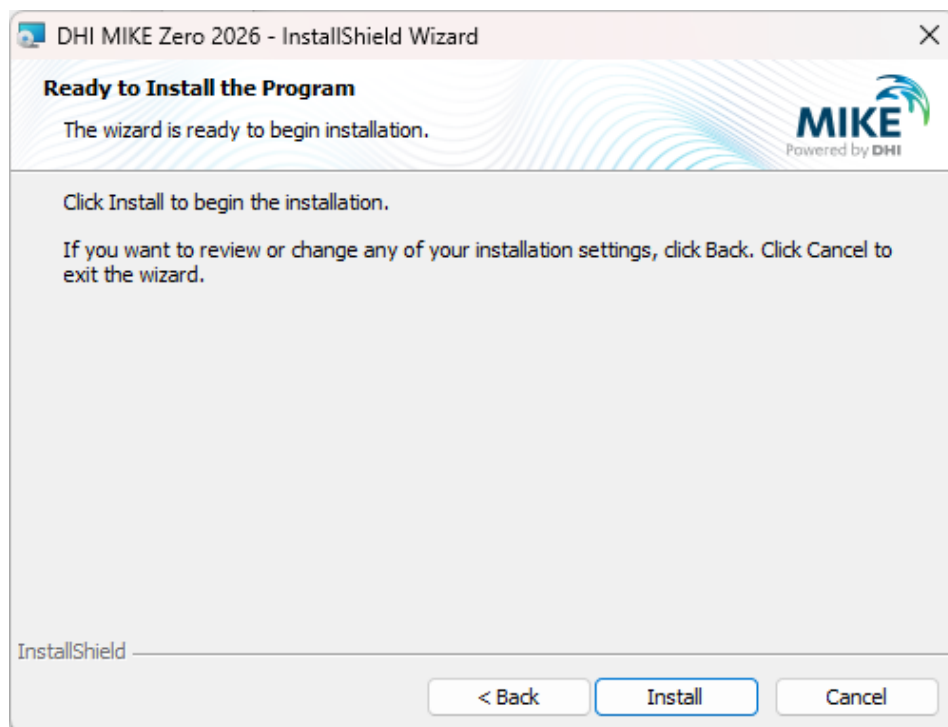 DHI MIKE Zero 2026 - InstallShield Wizard
Ready to Install the Program
The wizard is ready to begin installation.
MIKE
Powered by DHI
Click Install to begin the installation.
If you want to review or change any of your installation settings, click Back. Click Cancel to
exit the wizard.
InstallShield
< Back
Install
Cancel